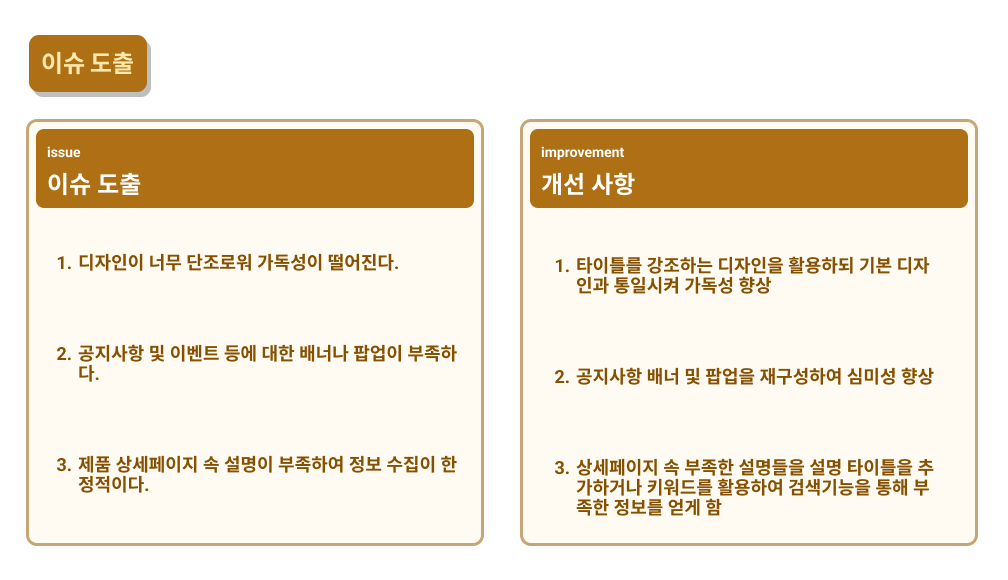 이슈 도출
issue
이슈 도출
1. 디자인이 너무 단조로워 가독성이 떨어진다.
2. 공지사항 및 이벤트 등에 대한 배너나 팝업이 부족하
다.
3. 제품 상세페이지 속 설명이 부족하여 정보 수집이 한
정적이다.
improvement
개선 사항
1. 타이틀를 강조하는 디자인을 활용하되 기본 디자
인과 통일시켜 가독성 향상
2. 공지사항 배너 및 팝업을 재구성하여 심미성 향상
3. 상세페이지 속 부족한 설명들을 설명 타이틀을 추
가하거나 키워드를 활용하여 검색기능을 통해 부
족한 정보를 얻게 함